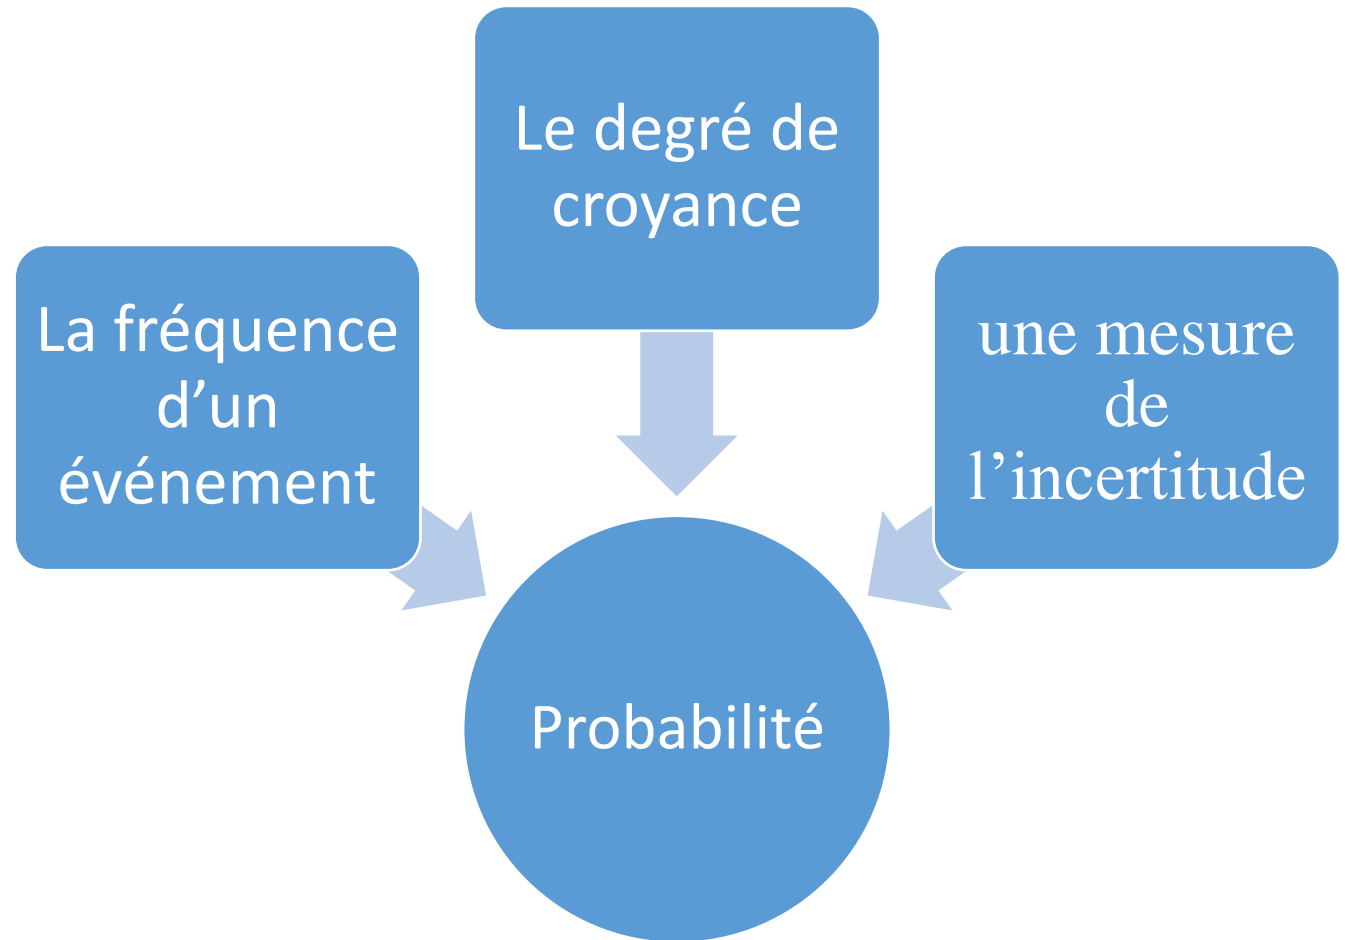 Le degré de
croyance
La fréquence
d’un
événement
une mesure
de
l’incertitude
Probabilité